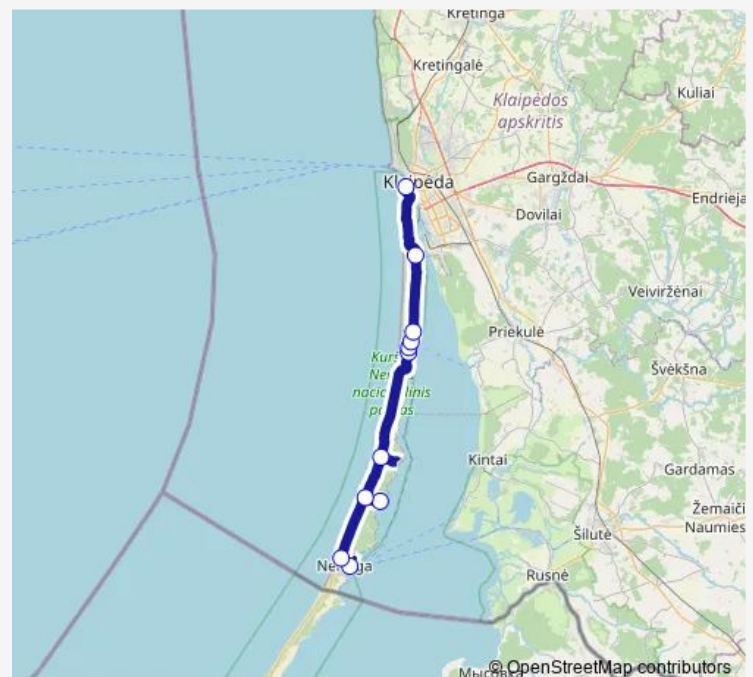 Kretinga
Kretingalė
Kuliai
Klaipėdos
apskritis
Klaipėda
Gargždai
Endrieja
Dovilai
Veiviržėnai
Priekulė
Švėkšna
Kintai
Gardamas
Žemaiči
Naumies
Šilutė
Rusnė
© OpenStreetMap contributors